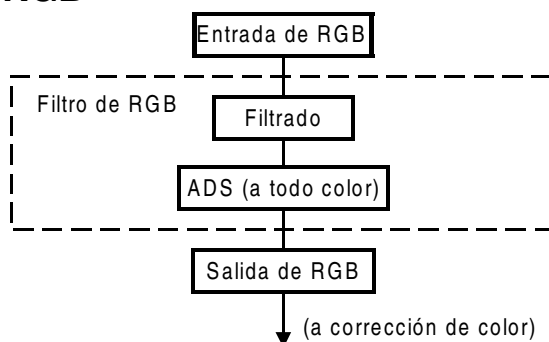 RGB
Entrada de RGB
Filtro de RGB
Filtrado
ADS (a todo color)
Salida de RGB
(a corrección de color)